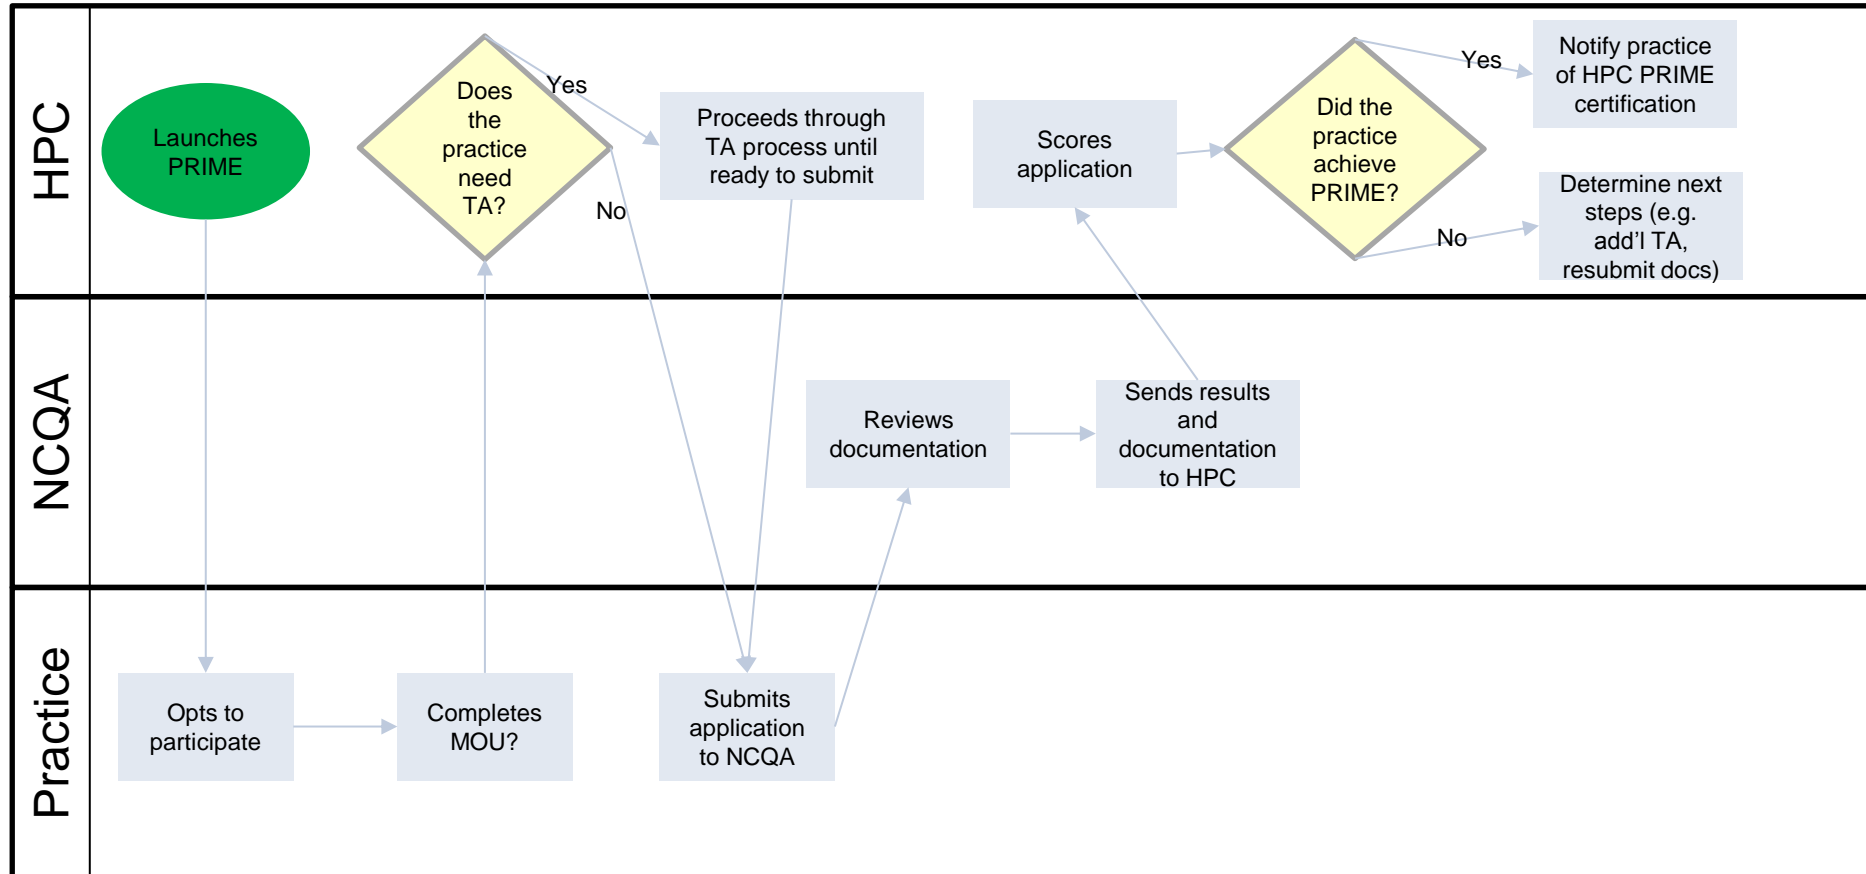 HPC
Launches
PRIME
Does
the
practice
need
TA?
Yes
No
Proceeds through
TA process until
ready to submit
Scores
application
Did the
practice
achieve
PRIME?
Yes
No
Notify practice
of HPC PRIME
certification
Determine next
steps (e.g.
add’l TA,
resubmit docs)
NCQA
Reviews
documentation
Sends results
and
documentation
to HPC
Practice
Opts to
participate
Completes
MOU?
Submits
application
to NCQA